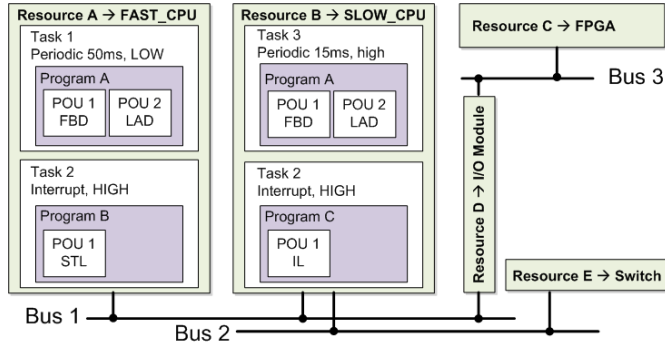 Resource A → FAST_CPU
Task 1
Periodic 50ms, LOW
Program A
POU 1
FBD
POU 2
LAD
Task 2
Interrupt, HIGH
Program B
POU 1
STL
Resource B → SLOW_CPU
Task 3
Periodic 15ms, high
Program A
POU 1
FBD
POU 2
LAD
Task 2
Interrupt, HIGH
Program C
POU 1
IL
Resource C → FPGA
Bus 3
Resource D → I/O Module
Resource E → Switch
Bus 1
Bus 2